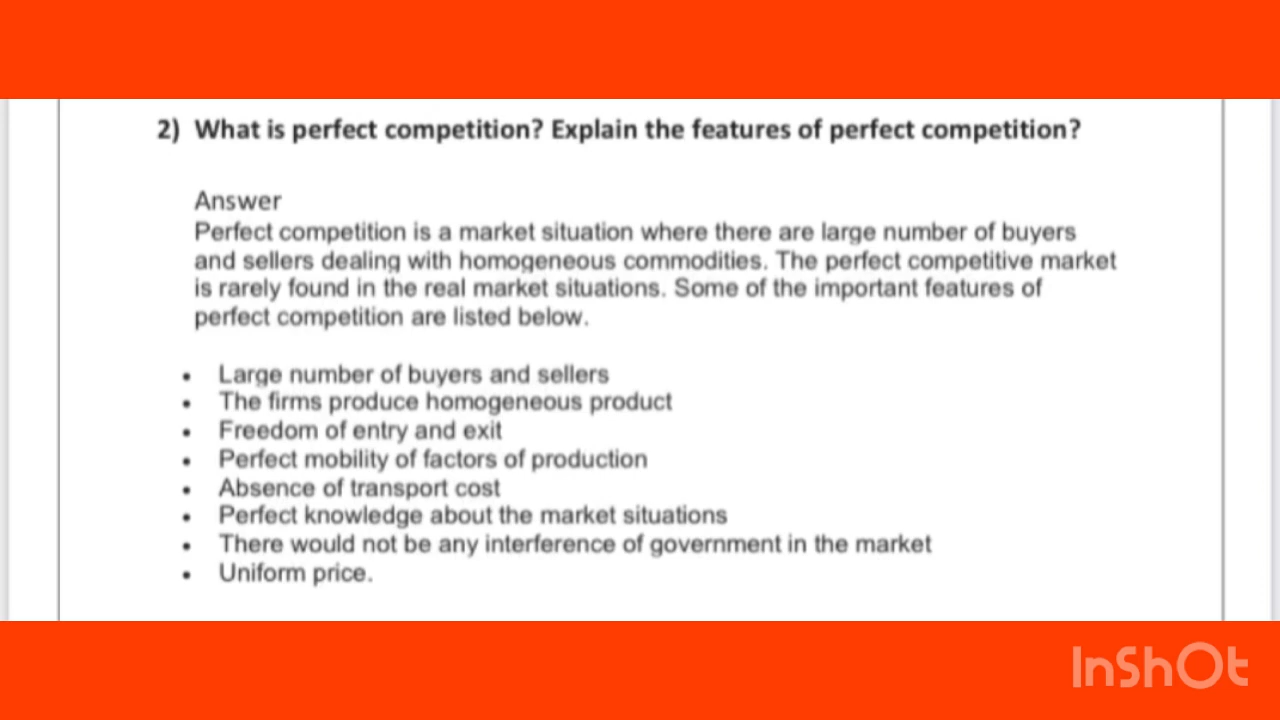 2) What is perfect competition? Explain the features of perfect competition?
Answer
Perfect competition is a market situation where there are large number of buyers
and sellers dealing with homogeneous commodities. The perfect competitive market
is rarely found in the real market situations. Some of the important features of
perfect competition are listed below.
• Large number of buyers and sellers
• The firms produce homogeneous product
• Freedom of entry and exit
• Perfect mobility of factors of production
• Absence of transport cost
• Perfect knowledge about the market situations
• There would not be any interference of government in the market
• Uniform price.
InShOt